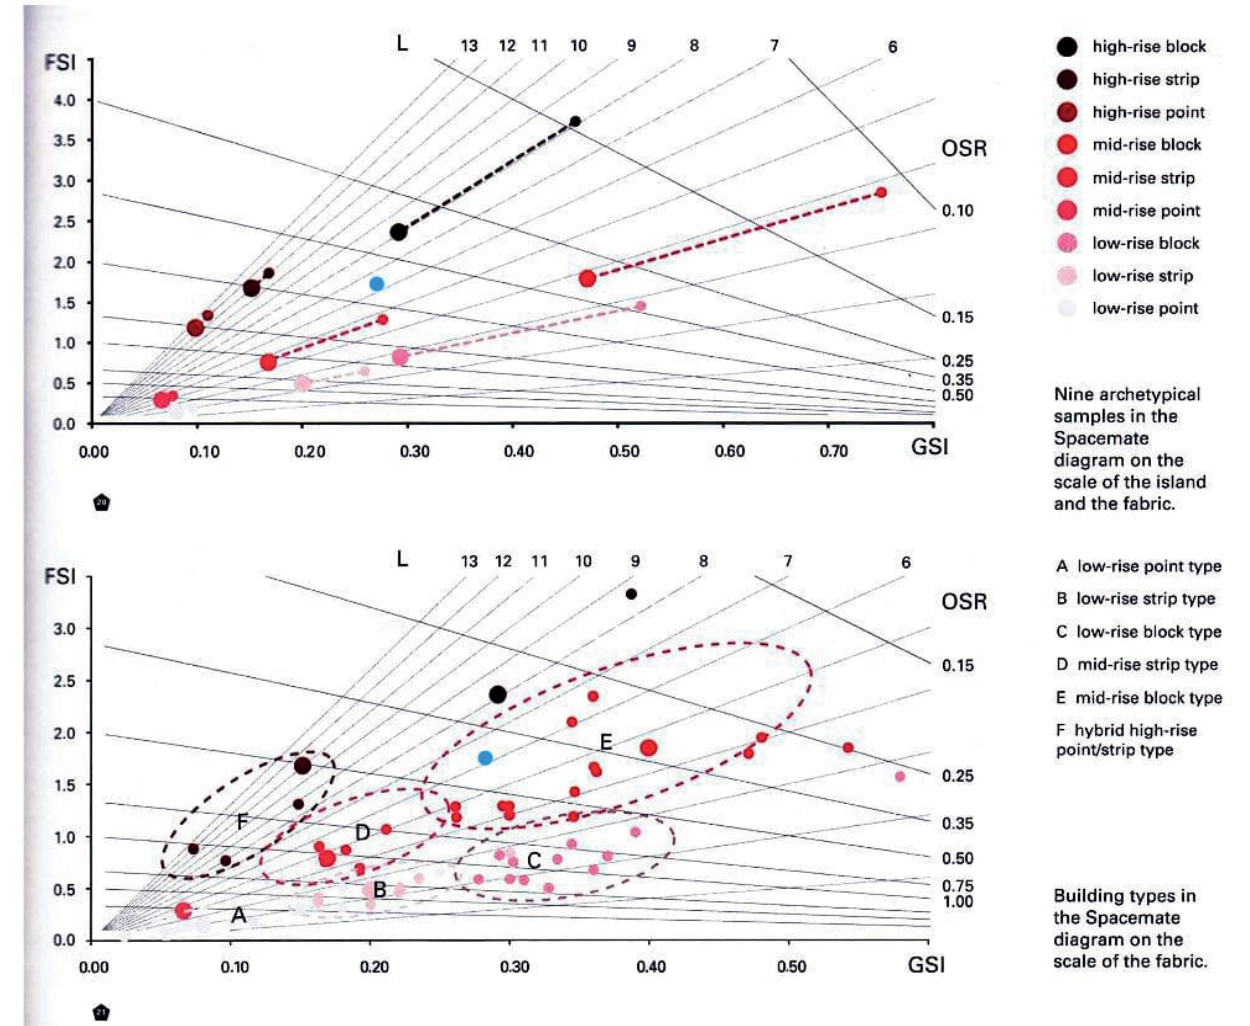 L
13 12 11 10 9 8 7 6
FSI
4.0
3.5
3.0
2.5
2.0
1.5
1.0
0.5
0.0
OSR
0.10
0.15
0.25
0.35
0.50
0.00 0.10 0.20 0.30 0.40 0.50 0.60 0.70 GSI
20
high-rise block
high-rise strip
high-rise point
mid-rise block
mid-rise strip
mid-rise point
low-rise block
low-rise strip
low-rise point
Nine archetypical
samples in the
Spacemate
diagram on the
scale of the island
and the fabric.
L
13 12 11 10 9 8 7 6
FSI
3.0
2.5
2.0
1.5
1.0
0.5
0.0
OSR
0.15
0.25
0.35
0.50
0.75
1.00
E
F
D
C
B
A
0.00 0.10 0.20 0.30 0.40 0.50 GSI
21
A low-rise point type
B low-rise strip type
C low-rise block type
D mid-rise strip type
E mid-rise block type
F hybrid high-rise
point/strip type
Building types in
the Spacemate
diagram on the
scale of the fabric.